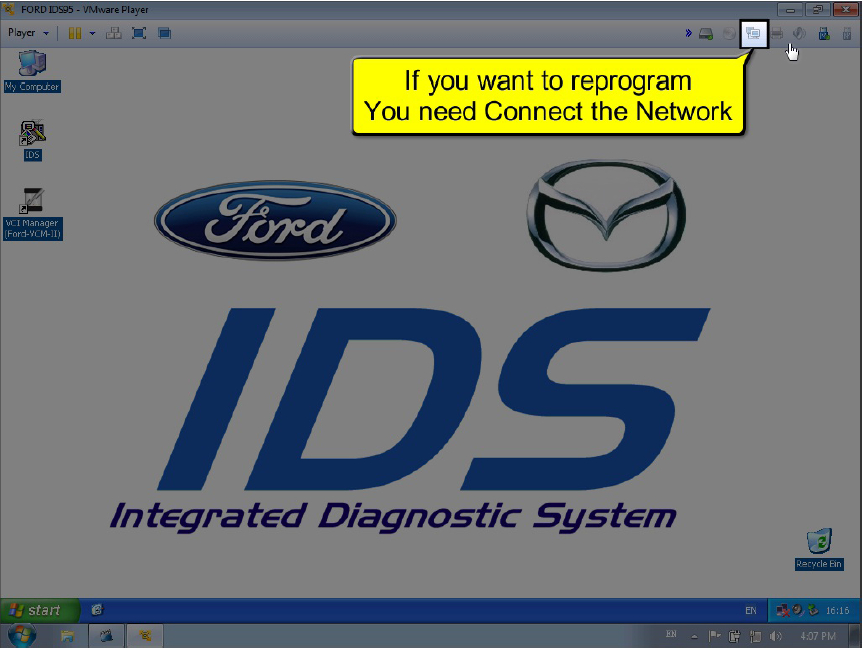 FORD IDS95 - VMware Player
Player
My Computer
If you want to reprogram
You need Connect the Network
IDS
VCI Manager
(Ford-VCM-II)
Ford
IDS
Integrated Diagnostic System
Recycle Bin
start
EN
16:16
EN
4:07 PM